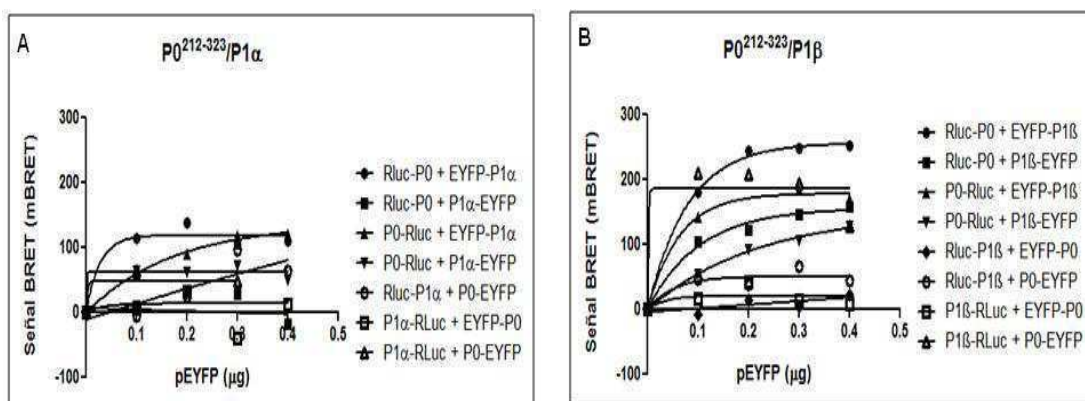 A
P0²¹²⁻³²³/P1α
Señal BRET (mBRET)
300
200
100
0
-100
0.1
0.2
0.3
0.4
0.5
pEYFP (µg)
Rluc-P0 + EYFP-P1α
Rluc-P0 + P1α-EYFP
P0-Rluc + EYFP-P1α
P0-Rluc + P1α-EYFP
Rluc-P1α + P0-EYFP
P1α-RLuc + EYFP-P0
P1α-RLuc + P0-EYFP
B
P0²¹²⁻³²³/P1β
Señal BRET (mBRET)
300
200
100
0
-100
0.1
0.2
0.3
0.4
0.5
pEYFP (µg)
Rluc-P0 + EYFP-P1ß
Rluc-P0 + P1ß-EYFP
P0-Rluc + EYFP-P1ß
P0-Rluc + P1ß-EYFP
Rluc-P1ß + EYFP-P0
Rluc-P1ß + P0-EYFP
P1ß-RLuc + EYFP-P0
P1ß-RLuc + P0-EYFP